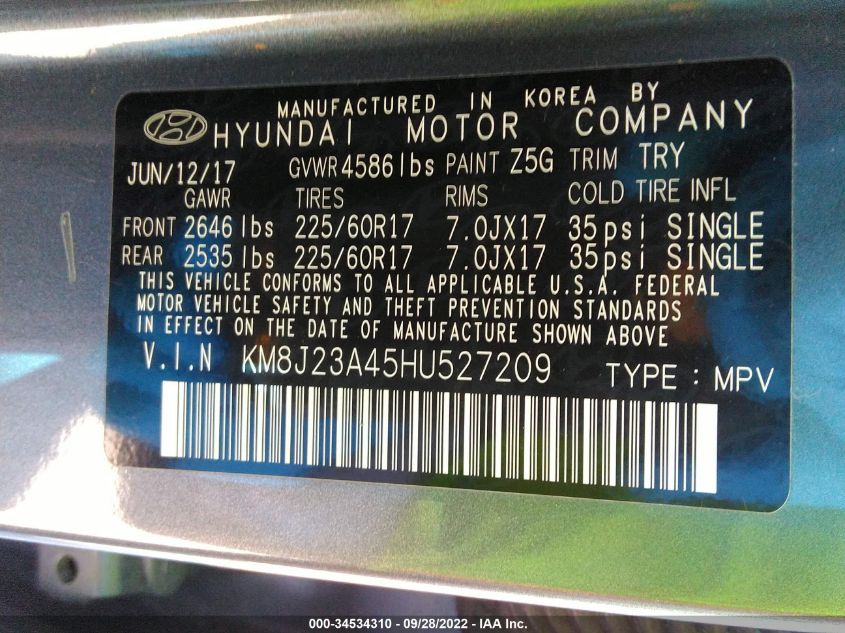 MANUFACTURED IN KOREA BY
HYUNDAI MOTOR COMPANY
JUN/12/17 GVWR 4586 lbs PAINT Z5G TRIM TRY
GAWR TIRES RIMS COLD TIRE INFL
FRONT 2646 lbs 225/60R17 7.0JX17 35psi SINGLE
REAR 2535 lbs 225/60R17 7.0JX17 35psi SINGLE
THIS VEHICLE CONFORMS TO ALL APPLICABLE U.S.A. FEDERAL
MOTOR VEHICLE SAFETY AND THEFT PREVENTION STANDARDS
IN EFFECT ON THE DATE OF MANUFACTURE SHOWN ABOVE
V.I.N KM8J23A45HU527209 TYPE : MPV
000-34534310 - 09/28/2022 - IAA Inc.